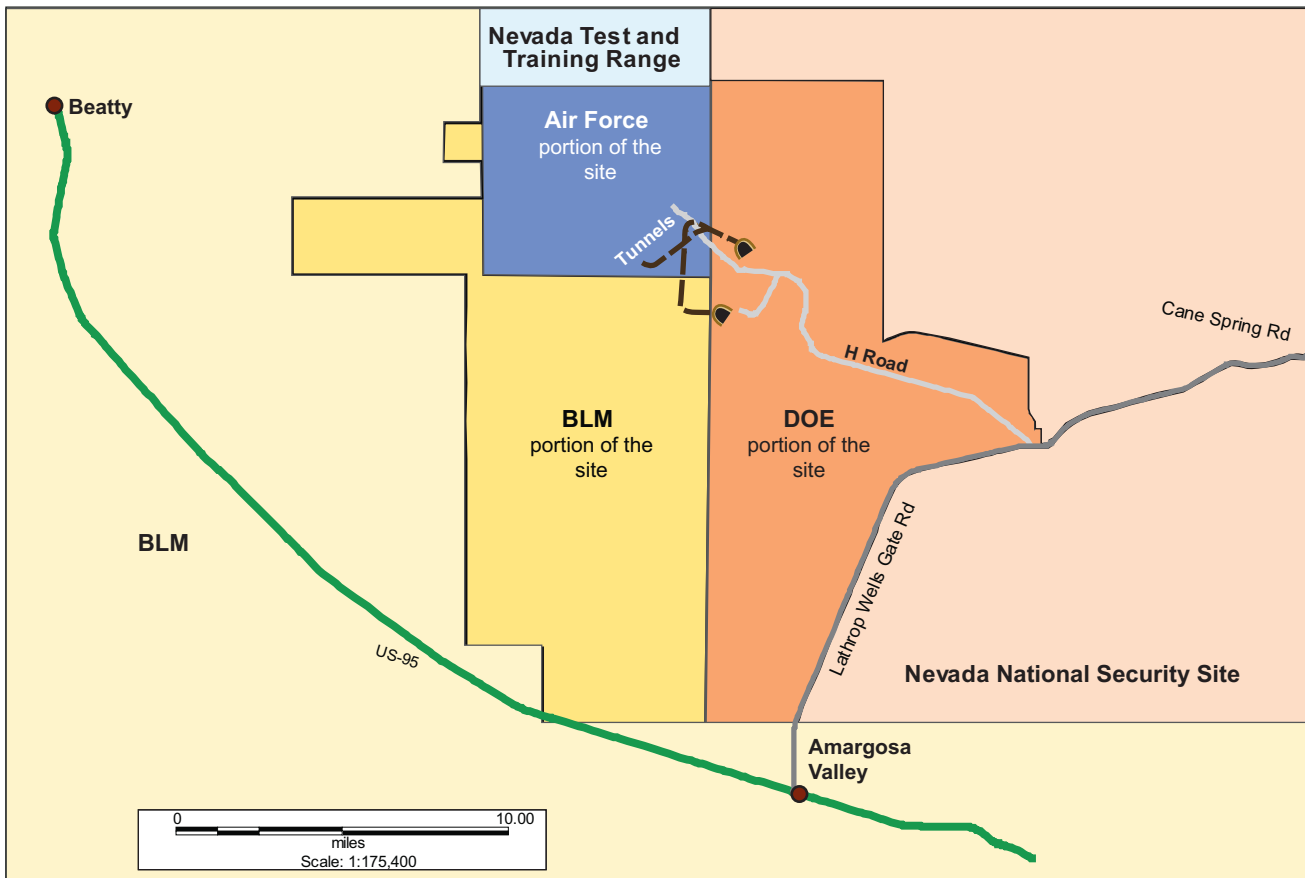 Nevada Test and
Training Range
Beatty
Air Force
portion of the
site
Tunnels
Cane Spring Rd
H Road
BLM
portion of the
site
DOE
portion of the
site
Lathrop Wells Gate Rd
BLM
US-95
Nevada National Security Site
Amargosa
Valley
0 10.00
miles
Scale: 1:175,400